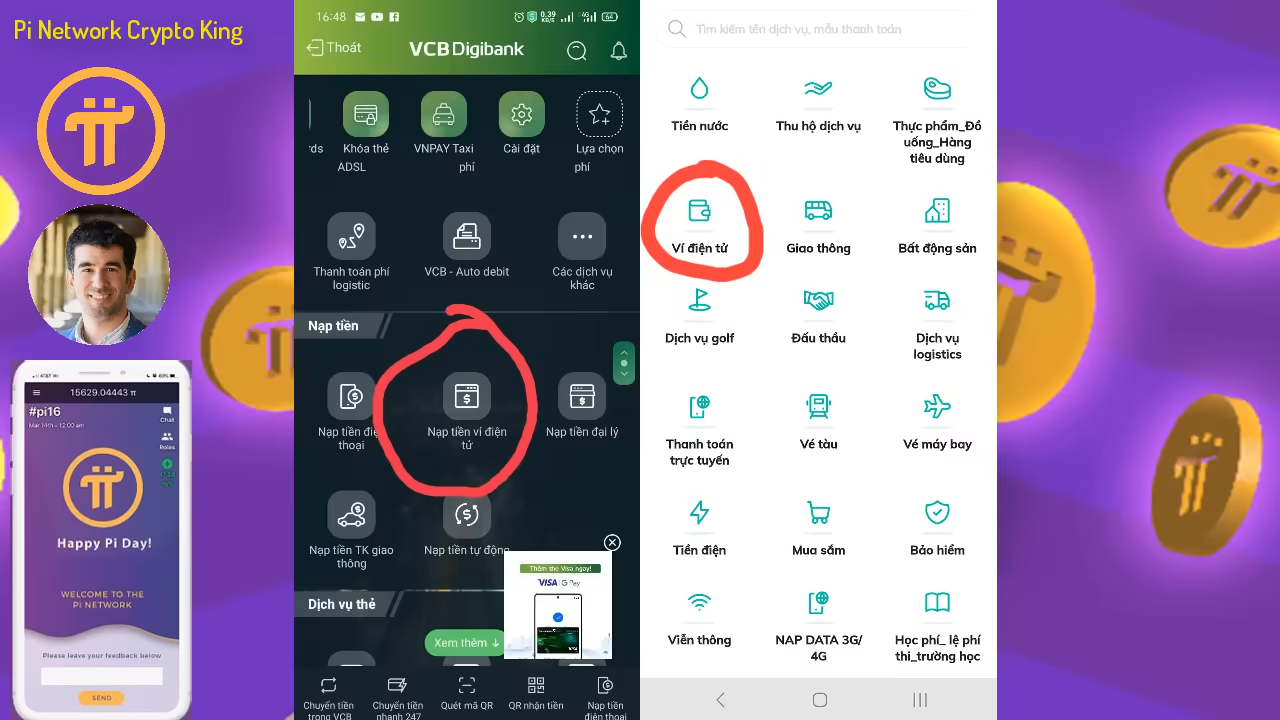 Pi Network Crypto King
#pi16
15629.04443 π
Mar 14th - 12:00 am
Chat
Roles
Happy Pi Day!
WELCOME TO THE
Pi NETWORK
Please leave your feedback below
SEND
16:48
0.39
KB/S
4G
64
Thoát
VCB Digibank
rds
Khóa thẻ
VNPAY Taxi
Cài đặt
Lựa chọn
ADSL
phí
phí
Thanh toán phí
logistic
VCB - Auto debit
Các dịch vụ
khác
Nạp tiền
Nạp tiền điệ
thoại
Nạp tiền ví điện
tử
Nạp tiền đại lý
Nạp tiền TK giao
thông
Nạp tiền tự động
Thêm thẻ Visa ngay!
VISA | G Pay
Dịch vụ thẻ
Xem thêm ↓
Chuyển tiền
trong VCB
Chuyển tiền
nhanh 247
Quét mã QR
QR nhận tiền
Nạp tiền
điện thoại
Tìm kiếm tên dịch vụ, mẫu thanh toán
Tiền nước
Thu hộ dịch vụ
Thực phẩm_Đồ
uống_Hàng
tiêu dùng
Ví điện tử
Giao thông
Bất động sản
Dịch vụ golf
Đấu thầu
Dịch vụ
logistics
Thanh toán
trực tuyến
Vé tàu
Vé máy bay
Tiền điện
Mua sắm
Bảo hiểm
Viễn thông
NAP DATA 3G/
4G
Học phí_ lệ phí
thi_trường học